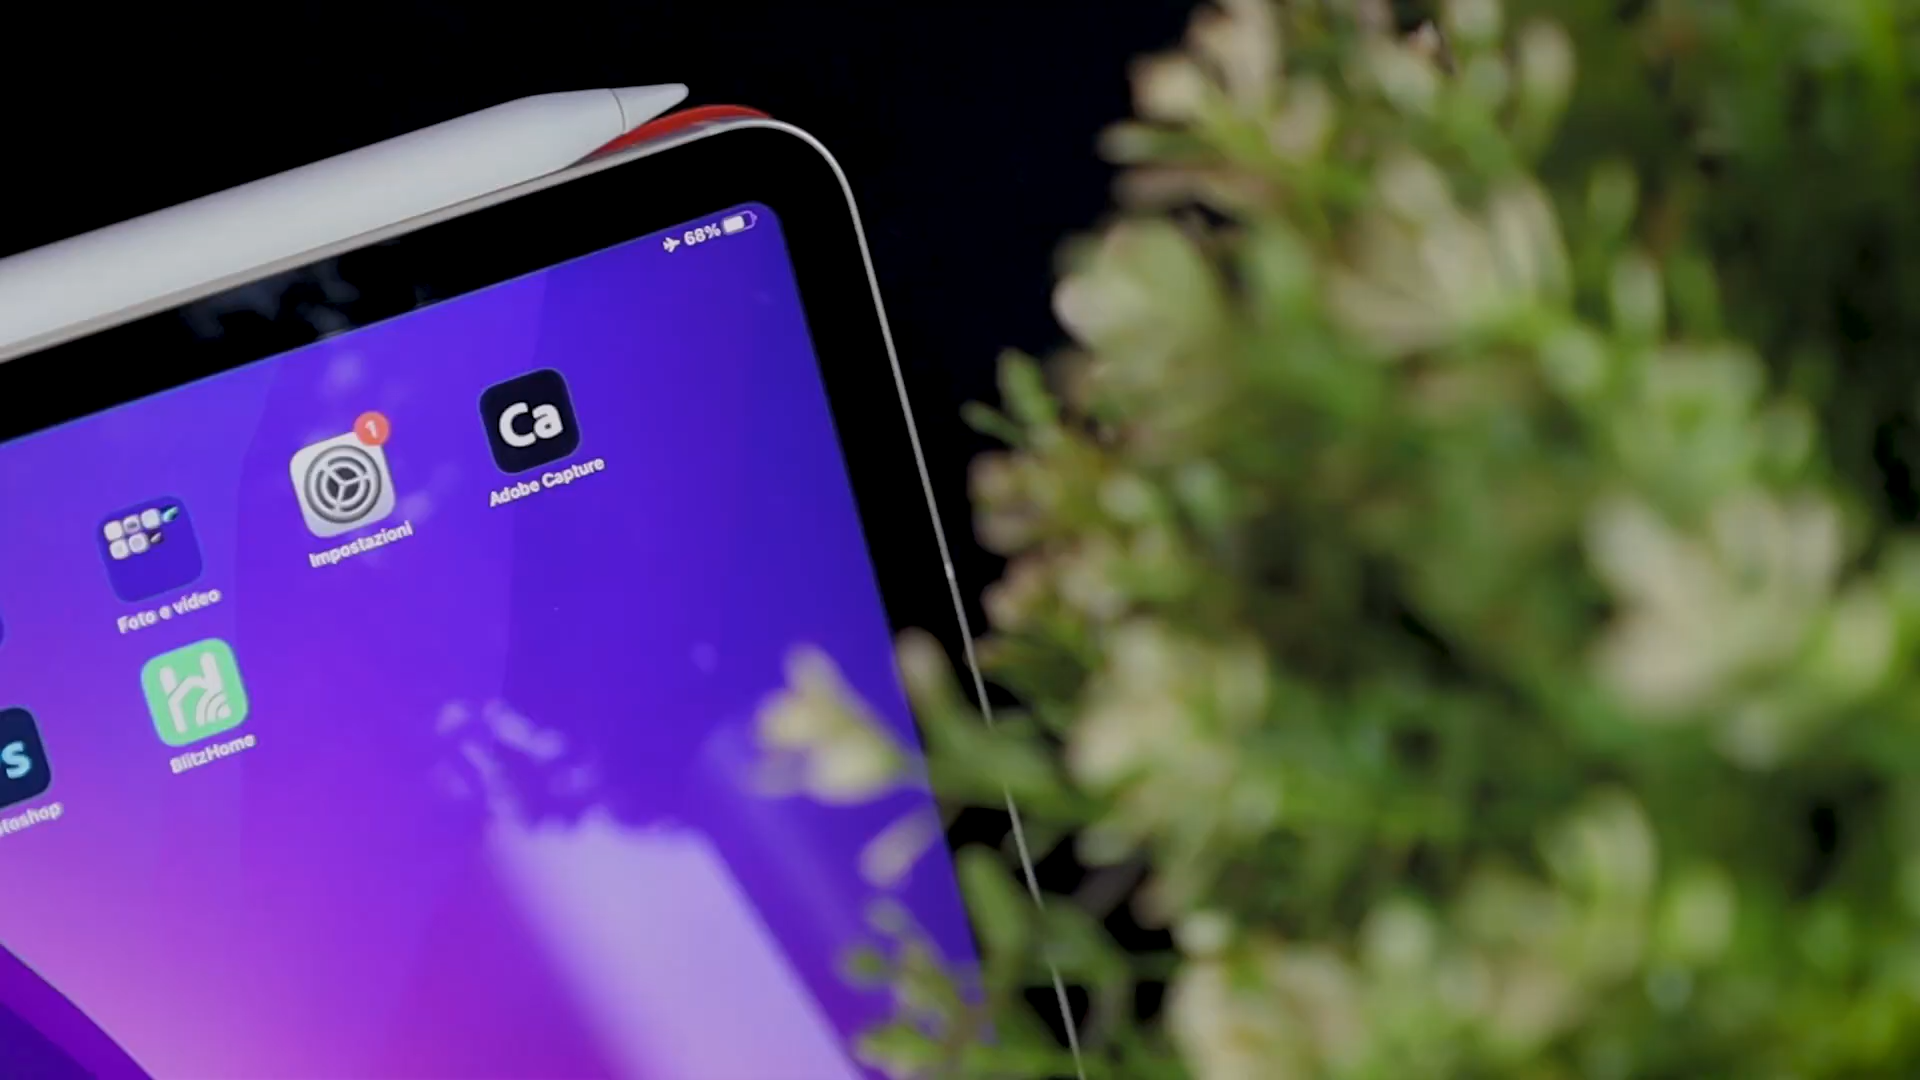 68%
Ca
Adobe Capture
1
Impostazioni
Foto e video
BlitzHome
s
toshop